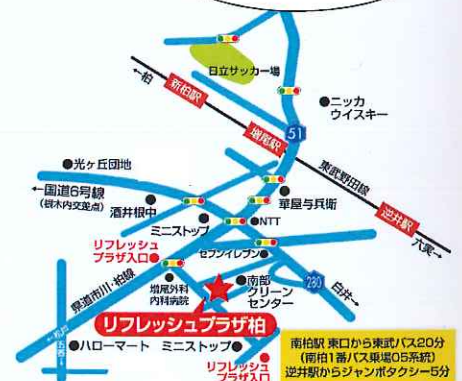 日立サッカー場
←柏
新柏駅
増尾駅
●ニッカ
ウイスキー
51
東武野田線
●光ヶ丘団地
←国道6号線
(根木内交差点)
酒井根中
華屋与兵衛
逆井駅
六実→
●NTT
ミニストップ
リフレッシュ
プラザ入口
セブンイレブン
県道市川・柏線
増尾外科
内科病院
●南部
グリーン
センター
280
白井→
リフレッシュプラザ柏
●ハローマート
ミニストップ●
リフレッシュ
プラザ入口
南柏駅 東口から東武バス20分
(南柏1番バス乗場05系統)
逆井駅からジャンボタクシー5分